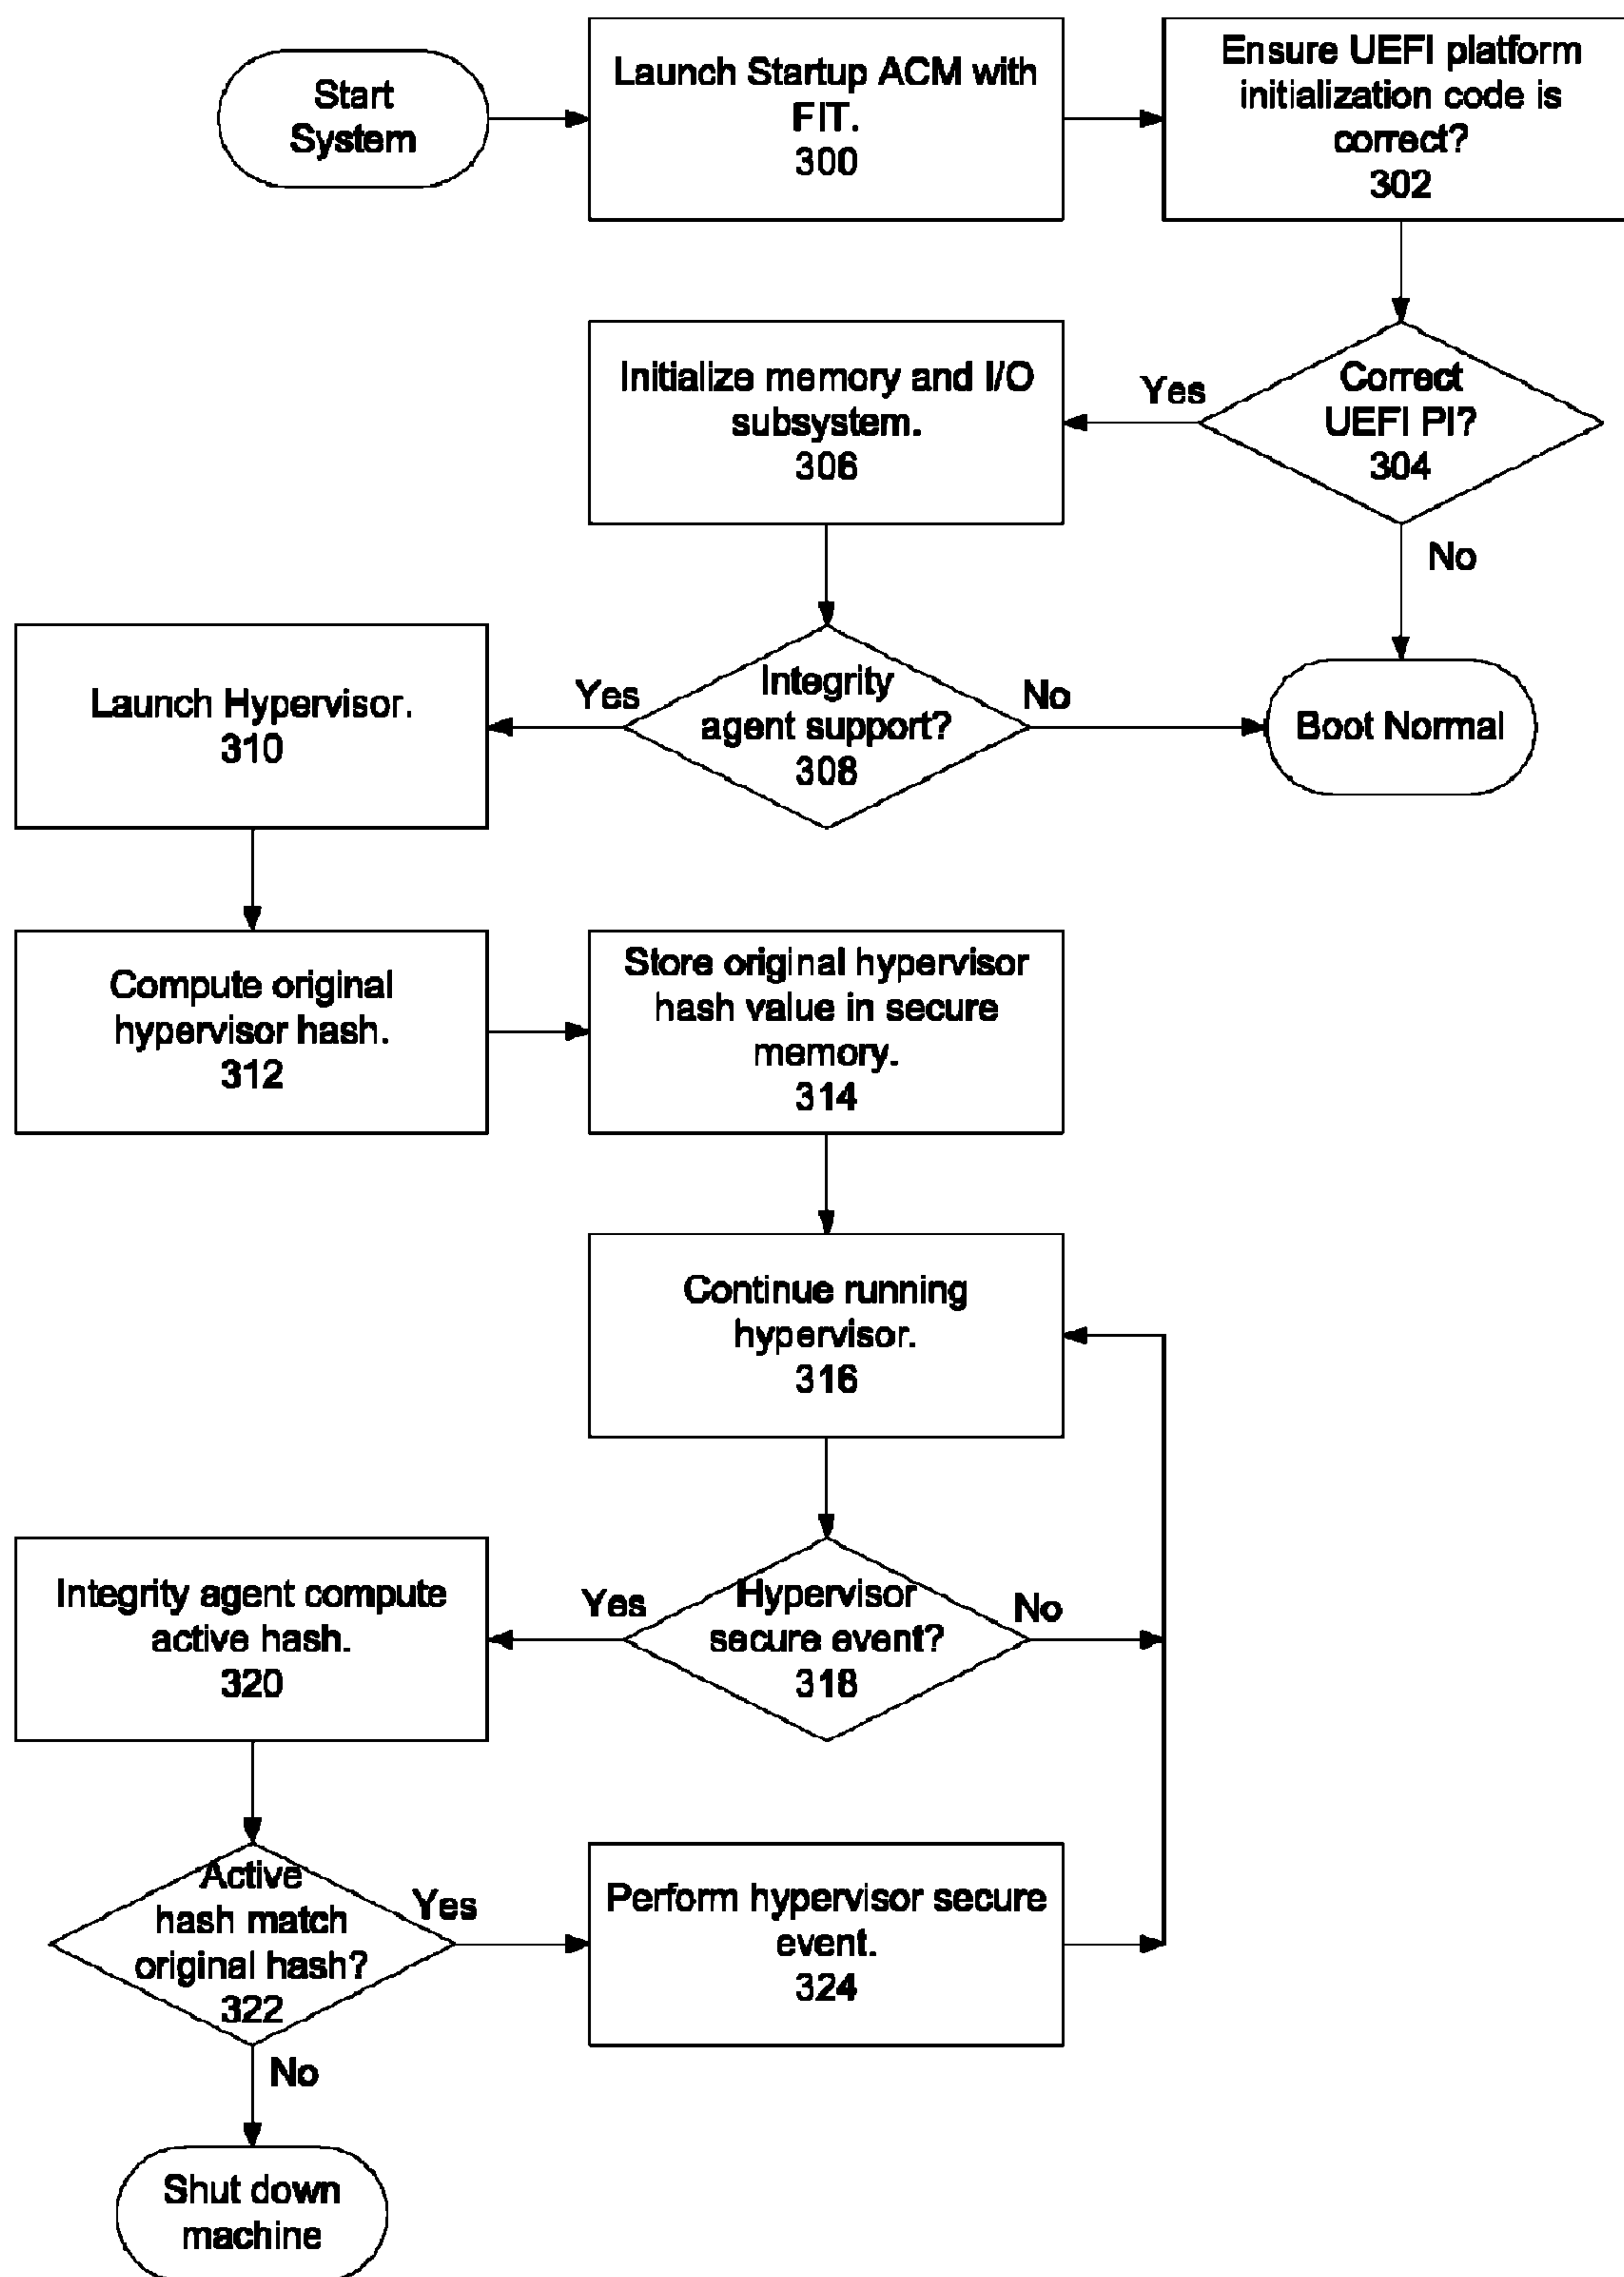 Start
System
Launch Startup ACM with
FIT.
300
Ensure UEFI platform
initialization code is
correct?
302
Initialize memory and I/O
subsystem.
306
Yes
Correct
UEFI PI?
304
No
Launch Hypervisor.
310
Yes
Integrity
agent support?
308
No
Boot Normal
Compute original
hypervisor hash.
312
Store original hypervisor
hash value in secure
memory.
314
Continue running
hypervisor.
316
Integrity agent compute
active hash.
320
Yes
Hypervisor
secure event?
318
No
Active
hash match
original hash?
322
Yes
Perform hypervisor secure
event.
324
No
Shut down
machine